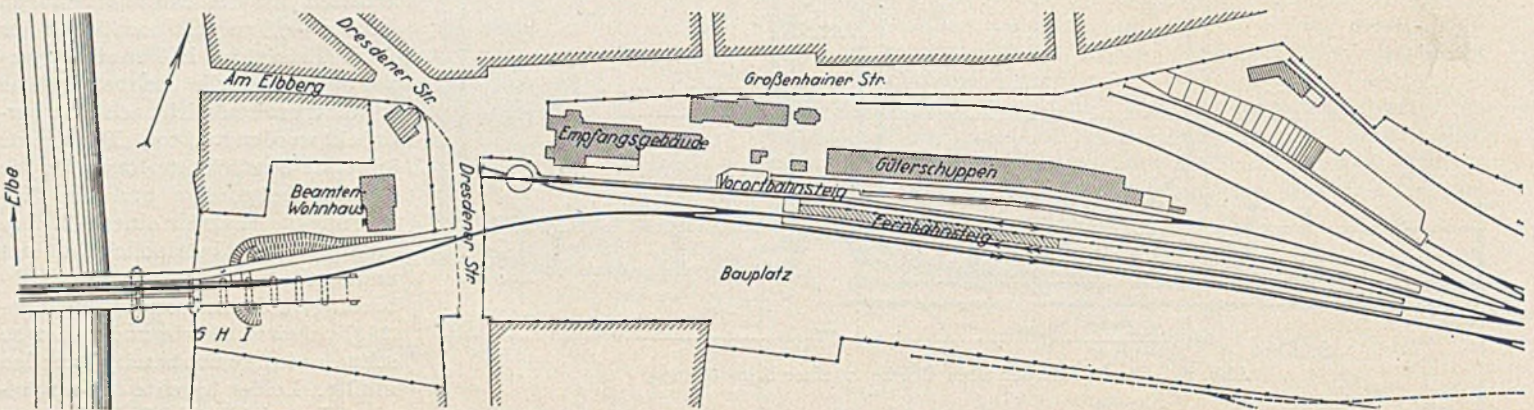 Dresdener Str.
Am Elbberg
Großenhainer Str.
Empfangsgebäude
Güterschuppen
Vorortbahnsteig
Fernbahnsteig
Beamten-
Wohnhaus
Dresdener Str.
Elbe
Bauplatz
G H I